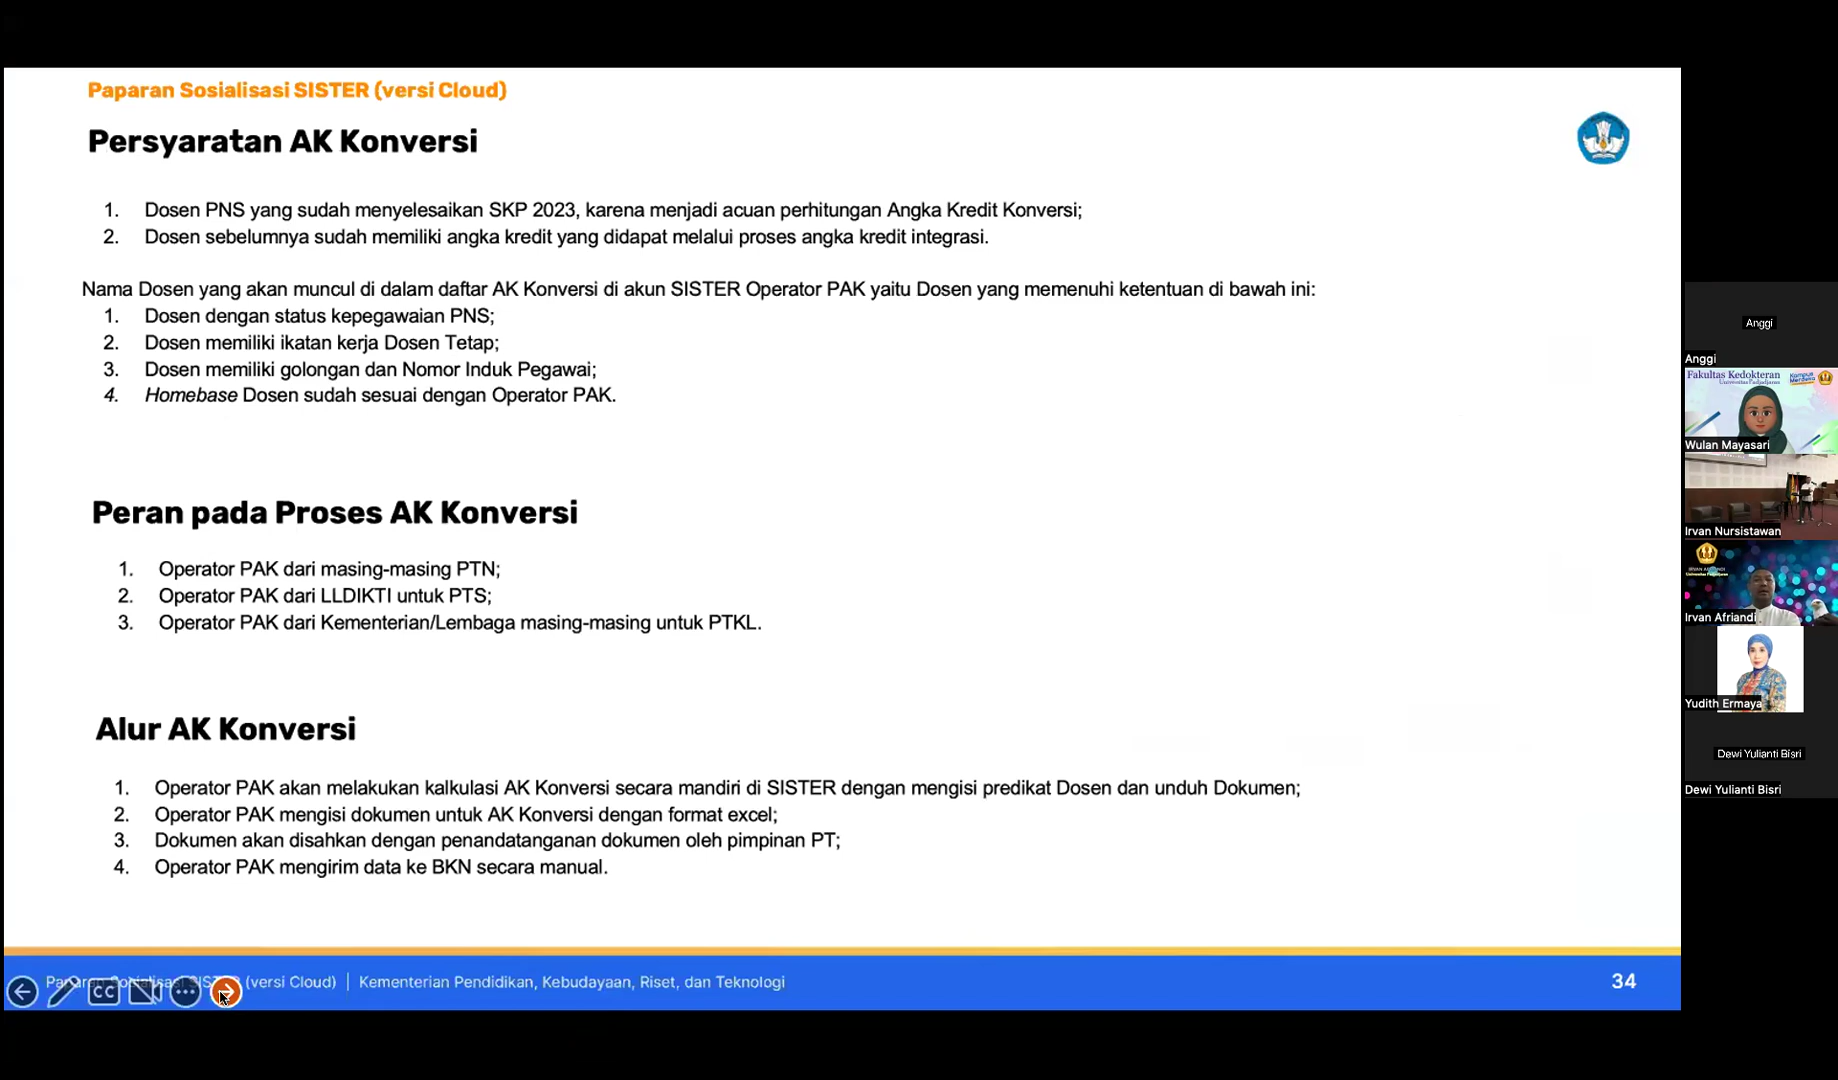 Paparan Sosialisasi SISTER (versi Cloud)
Persyaratan AK Konversi
1. Dosen PNS yang sudah menyelesaikan SKP 2023, karena menjadi acuan perhitungan Angka Kredit Konversi;
2. Dosen sebelumnya sudah memiliki angka kredit yang didapat melalui proses angka kredit integrasi.
Nama Dosen yang akan muncul di dalam daftar AK Konversi di akun SISTER Operator PAK yaitu Dosen yang memenuhi ketentuan di bawah ini:
1. Dosen dengan status kepegawaian PNS;
2. Dosen memiliki ikatan kerja Dosen Tetap;
3. Dosen memiliki golongan dan Nomor Induk Pegawai;
4. Homebase Dosen sudah sesuai dengan Operator PAK.
Peran pada Proses AK Konversi
1. Operator PAK dari masing-masing PTN;
2. Operator PAK dari LLDIKTI untuk PTS;
3. Operator PAK dari Kementerian/Lembaga masing-masing untuk PTKL.
Alur AK Konversi
1. Operator PAK akan melakukan kalkulasi AK Konversi secara mandiri di SISTER dengan mengisi predikat Dosen dan unduh Dokumen;
2. Operator PAK mengisi dokumen untuk AK Konversi dengan format excel;
3. Dokumen akan disahkan dengan penandatanganan dokumen oleh pimpinan PT;
4. Operator PAK mengirim data ke BKN secara manual.
Paparan Sosialisasi SISTER (versi Cloud) | Kementerian Pendidikan, Kebudayaan, Riset, dan Teknologi
34
CC
Anggi
Anggi
Fakultas Kedokteran
Universitas Padjadjaran
Kampus Merdeka
Wulan Mayasari
Irvan Nursistawan
Universitas Padjadjaran
Irvan Afriandi
Yudith Ermaya
Dewi Yulianti Bisri
Dewi Yulianti Bisri